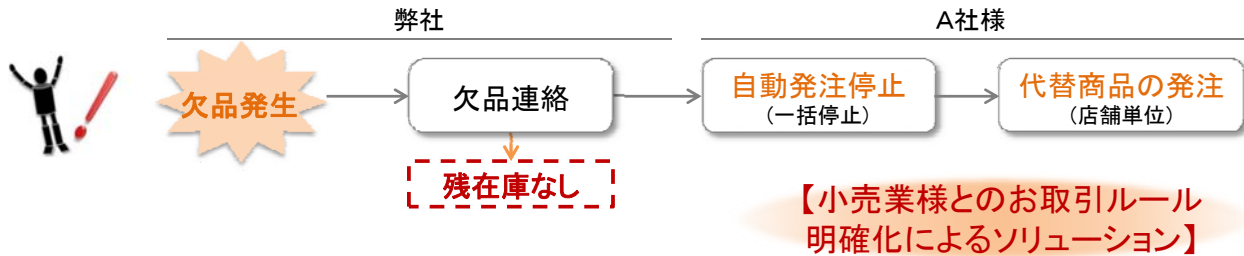 弊社
A社様
欠品発生
欠品連絡
自動発注停止
(一括停止)
代替商品の発注
(店舗単位)
残在庫なし
【小売業様とのお取引ルール
明確化によるソリューション】